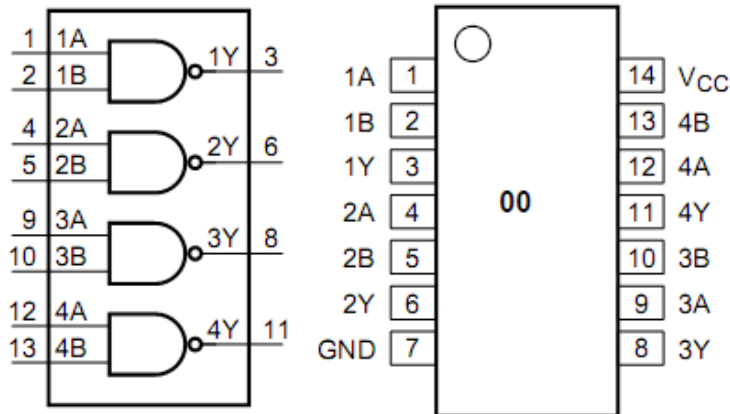 1 1A 1Y 3
2 1B
4 2A 2Y 6
5 2B
9 3A 3Y 8
10 3B
12 4A 4Y 11
13 4B
00
1A 1 14 VCC
1B 2 13 4B
1Y 3 12 4A
2A 4 11 4Y
2B 5 10 3B
2Y 6 9 3A
GND 7 8 3Y